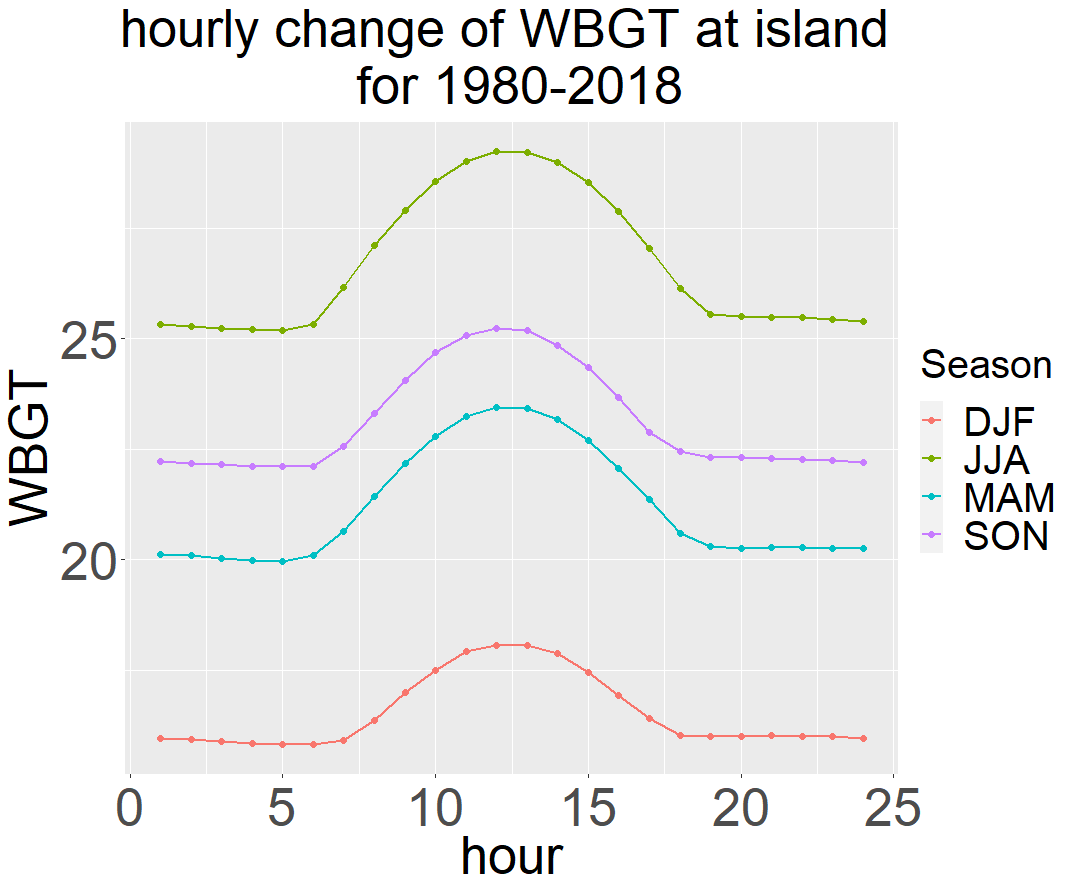 hourly change of WBGT at island
for 1980-2018
WBGT
25
20
0
5
10
15
20
25
hour
Season
DJF
JJA
MAM
SON